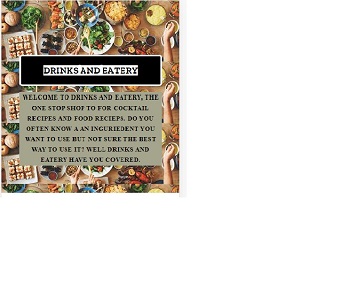 DRINKS AND EATERY
WELCOME TO DRINKS AND EATERY, THE
ONE STOP SHOP TO FOR COCKTAIL
RECIPES AND FOOD RECIEPS. DO YOU
OFTEN KNOW A AN INGURIEDENT YOU
WANT TO USE BUT NOT SURE THE BEST
WAY TO USE IT? WELL DRINKS AND
EATERY HAVE YOU COVERED.